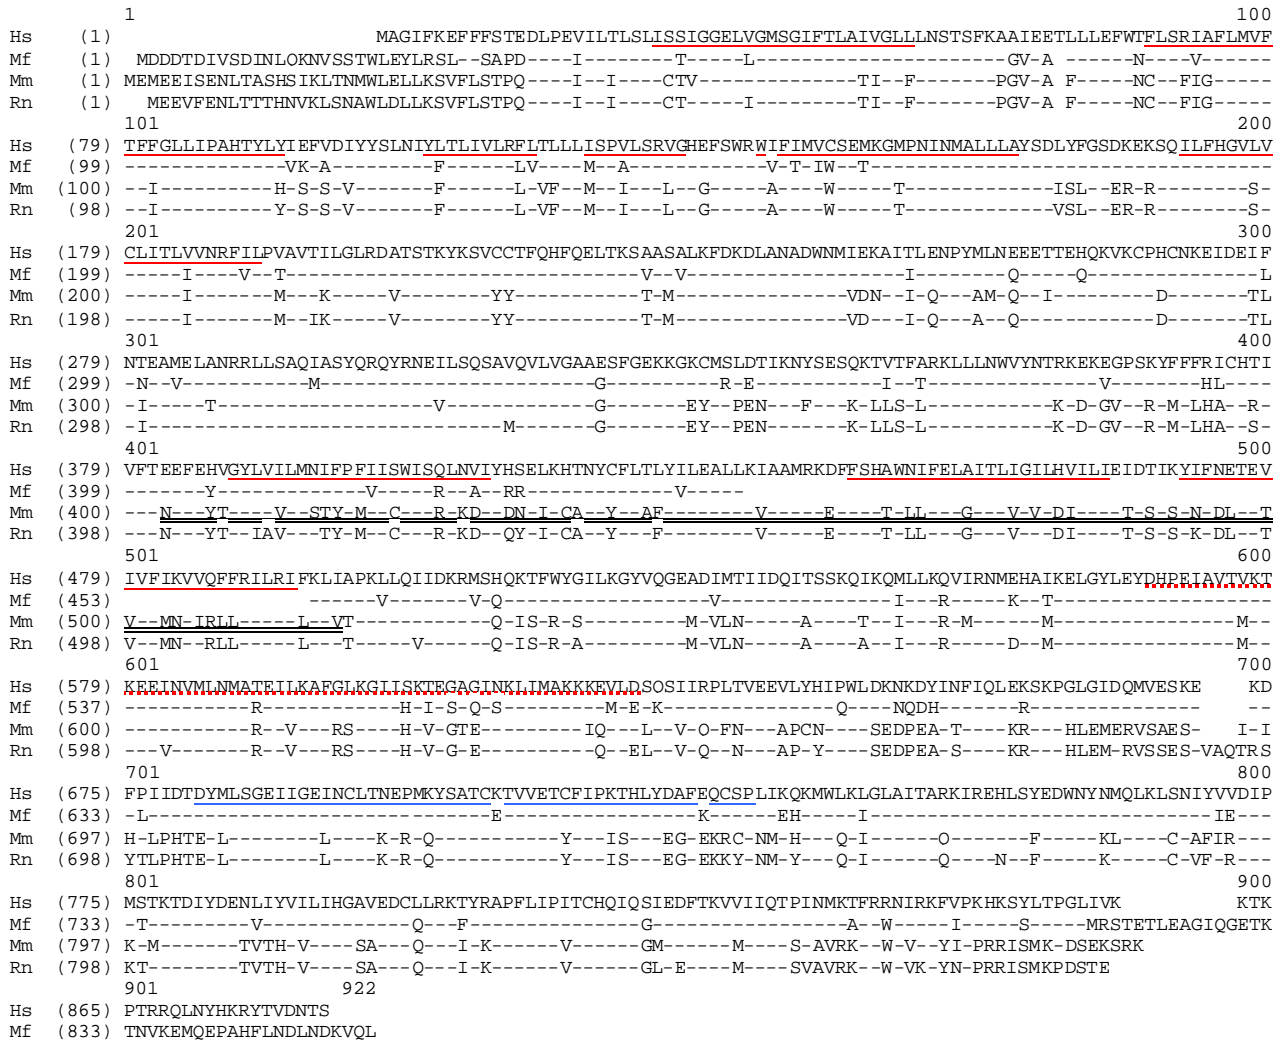 1 100
Hs (1) MAGIFKEFFFSTEDLPEVILTLSLISSIGGELVGMSGIFTLAIVGLLLNSTSFKAAIEETLLLEFWTFLSRIAFLMVF
Mf (1) MDDDTDIVSDINLOKNVSSTWLEYLRSL--SAPD-----I-----------T-----L----------------------GV-A-------N----V------
Mm (1) MEMEEISENLTASHSIKLTNMWLELLKSVFLSTPQ----I--I----CTV--------------TI--F-------PGV-A F-----NC--FIG-----
Rn (1) MEEVFENLTTTHNVKLSNAWLDLLKSVFLSTPQ-----I--I----CT-----I---------TI--F-------PGV-A F-----NC--FIG-----
101 200
Hs (79) TFFGLLIPAHTYLYIEFVDIYYSLNIYLTLIVLRFLTLLLISPVLSRVGHEFSWRWIFIMVCSEMKGMPNINMALLLAYSDLYFGSDKEKSQILFHGVLV
Mf (99) --------------VK-A---------F------LV----M--A------------V-T-IW--T-----------------------------------
Mm (100) --I----------H-S-S-V-------F------L-VF--M--I---L--G-----A----W-----T-------------ISL--ER-R--------S-
Rn (98) --I----------Y-S-S-V-------F------L-VF--M--I---L--G-----A----W-----T-------------VSL--ER-R--------S-
201 300
Hs (179) CLITLVVNRFILPVAVTILGLRDATSTKYKSVCCTFQHFQELTKSAASALKFDKDLANADWNMIEKAITLENPYMLNEEETTEHQKVKCPHCNKEIDEIF
Mf (199) -----I----V--T-------------------------------V--V-------------------I--------Q-----Q---------------L
Mm (200) -----I-------M---K-----V--------YY-----------T-M---------------VDN--I-Q---AM-Q--I---------D-------TL
Rn (198) -----I-------M--IK-----V--------YY-----------T-M---------------VD---I-Q---A--Q------------D-------TL
301 400
Hs (279) NTEAMELANRRLLSAQIASYQRQYRNEILSQSAVQVLVGAAESFGEKKGKCMSLDTIKNYSESQKTVTFARKLLLNWVYNTRKEKEGPSKYFFFRICHTI
Mf (299) -N--V-----------M------------------------G----------R-E-----------I--T---------------V--------HL----
Mm (300) -I-----T-------------------V-------------G-------EY--PEN---F---K-LLS-L-----------K-D-GV--R-M-LHA--R-
Rn (298) -I-------------------------------M-------G-------EY--PEN-------K-LLS-L-----------K-D-GV--R-M-LHA--S-
401 500
Hs (379) VFTEEFEHVGYLVILMNIFPFIISWISQLNVIYHSELKHTNYCFLTLYILEALLKIAAMRKDFFSHAWNIFELAITLIGILHVILIEIDTIKYIFNETEV
Mf (399) -------Y-------------V-----R--A--RR-------------V-----
Mm (400) ---N---YT----V--STY-M--C---R-KD--DN-I-CA--Y---AF--------V-----E----T-LL---G---V-V-DI----T-S-S-N-DL--T
Rn (398) ---N---YT--IAV---TY-M--C---R-KD--QY-I-CA--Y---F--------V-----E----T-LL---G---V---DI----T-S-S-K-DL--T
501 600
Hs (479) IVFIKVVQFFRILRIFKLIAPKLLQIIDKRMSHQKTFWYGILKGYVQGEADIMTIIDQITSSKQIKQMLLKQVIRNMEHAIKELGYLEYDHPEIAVTVKT
Mf (453) ------V-------V-Q------------------V---------------I---R-----K--T-------------------
Mm (500) V--MN-IRLL-----L--VT------------Q-IS-R-S---------M-VLN-----A----T---R-M------M----------------M--
Rn (498) V--MN--RLL-----L---T-----V------Q-IS-R-A---------M-VLN-----A----A--I---R-----D--M----------------M--
601 700
Hs (579) KEEINVMLNMATEILKAFGLKGLISKTEGAGINKLIMAKKKEVLDSOSIIRPLTVEEVLYHIPWLDKNKDYINFIQLEKSKPGLGIDQMVESKE KD
Mf (537) -----------R------------H-I-S-Q-S---------M-E-K---------------Q----NQDH-------R--------------- --
Mm (600) -----------R--V---RS----H-V-GTE---------IQ---L--V-O-FN---APCN----SEDPEA-T----KR---HLEMERVSAES- I-I
Rn (598) ---V-------R--V---RS----H-V-G-E----------Q---EL--V-Q--N---AP-Y----SEDPEA-S----KR---HLEM-RVSSES-VAQTRS
701 800
Hs (675) FPIIDTDYMLSGEIIGEINCLTNEPMKYSATCKTVVETCFIPKTHLYDAFEQCSPLIKQKMWLKLGLAITARKIREHLSYEDWNYNMQLKLSNIYVVDIP
Mf (633) -L------------------------------E-----------------K------EH-----I------------------------------IE---
Mm (697) H-LPHTE-L--------L----K-R-Q-----------Y---IS---EG-EKRC-NM-H---Q-I------O-------F-----KL----C-AFIR---
Rn (698) YTLPHTE-L--------L----K-R-Q-----------Y---IS---EG-EKKY-NM-Y---Q-I------Q----N--F-----K-----C-VF-R---
801 900
Hs (775) MSTKTDIYDENLIYVILIHGAVEDCLLRKTYRAPFLIPITCHQIQSIEDFTKVVIIQTPINMKTFRRNIRKFVPKHKSYLTPGLIVK KTK
Mf (733) -T---------V-------------Q---F---------------G-----------------A--W-----I----S-----MRSTETLEAGIQGETK
Mm (797) K-M-------TVTH-V----SA---Q---I-K------V------GM------M----S-AVRK--W-V--YI-PRRISMK-DSEKSRK
Rn (798) KT--------TVTH-V----SA---Q---I-K------V------GL-E----M----SVAVRK--W-VK-YN-PRRISMKPDSTE
901 922
Hs (865) PTRRQLNYHKRYTVDNTS
Mf (833) TNVKEMQEPAHFLNDLNDKVQL